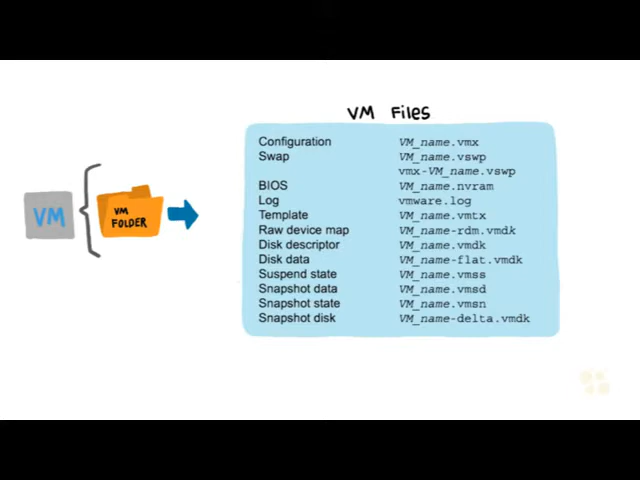 VM Files
VM
VM FOLDER
Configuration VM_name.vmx
Swap VM_name.vswp
vmx-VM_name.vswp
BIOS VM_name.nvram
Log vmware.log
Template VM_name.vmtx
Raw device map VM_name-rdm.vmdk
Disk descriptor VM_name.vmdk
Disk data VM_name-flat.vmdk
Suspend state VM_name.vmss
Snapshot data VM_name.vmsd
Snapshot state VM_name.vmsn
Snapshot disk VM_name-delta.vmdk